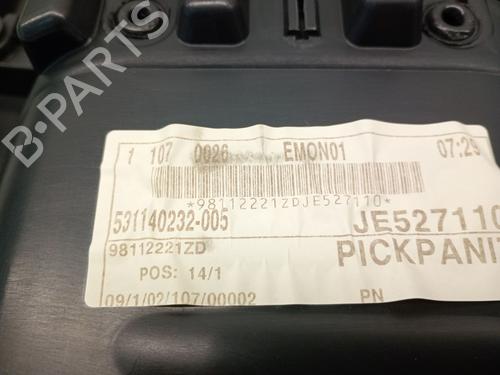 1 107 0026 EMON01 07:29
*98112221ZDJE527110*
531140232-005 JE527110
98112221ZD PICKPANI
POS: 14/1
09/1/02/107/00002 PN
B-PARTS